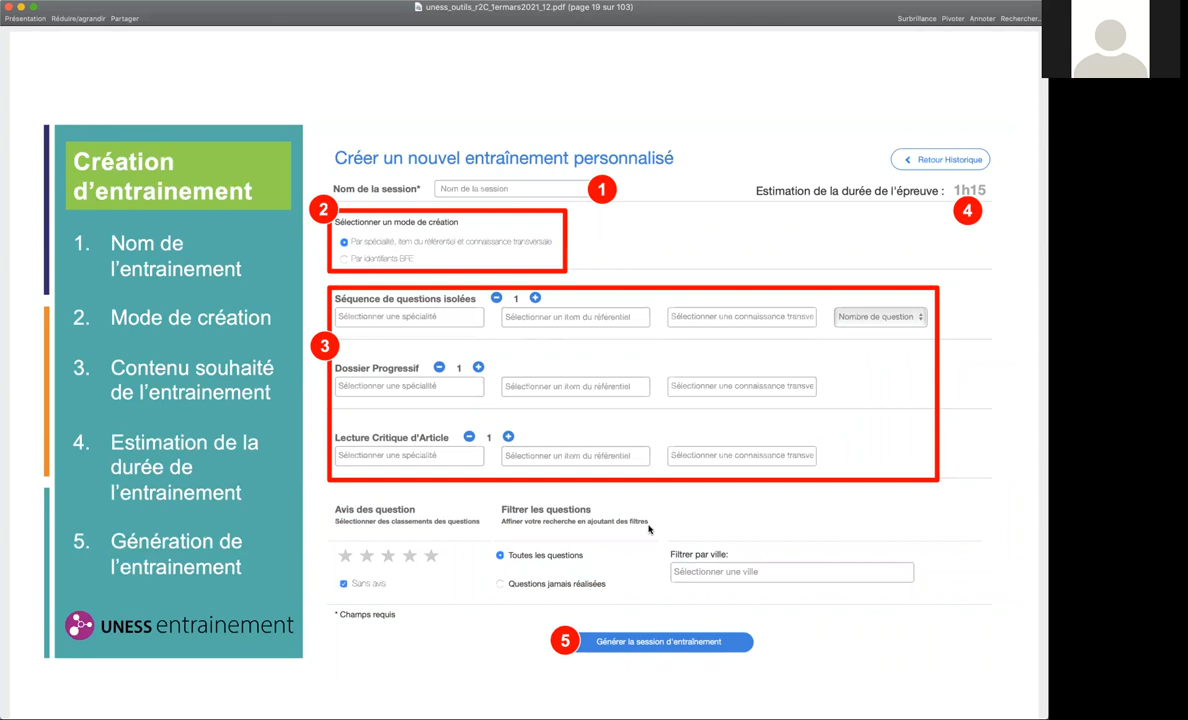 uness_outils_r2C_1ermars2021_12.pdf (page 19 sur 103)
Présentation Réduire/agrandir Partager
Surbrillance Pivoter Annoter Rechercher...
Création
d'entrainement
1. Nom de
l'entrainement
2. Mode de création
3. Contenu souhaité
de l'entrainement
4. Estimation de la
durée de
l'entrainement
5. Génération de
l'entrainement
UNESS entrainement
Créer un nouvel entraînement personnalisé
Retour Historique
Nom de la session* Nom de la session 1
Estimation de la durée de l'épreuve : 1h15
4
2
Sélectionner un mode de création
Par spécialité, item du référentiel et connaissance transversale
Par identifiants BFE
3
Séquence de questions isolées 1
Sélectionner une spécialité Sélectionner un item du référentiel Sélectionner une connaissance transve Nombre de question
Dossier Progressif 1
Sélectionner une spécialité Sélectionner un item du référentiel Sélectionner une connaissance transve
Lecture Critique d'Article 1
Sélectionner une spécialité Sélectionner un item du référentiel Sélectionner une connaissance transve
Avis des question Filtrer les questions
Sélectionner des classements des questions Affiner votre recherche en ajoutant des filtres
Toutes les questions Filtrer par ville:
Sélectionner une ville
Sans avis Questions jamais réalisées
* Champs requis
5 Générer la session d'entraînement